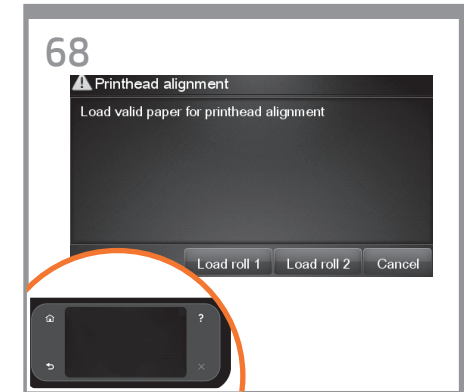 68
Printhead alignment
Load valid paper for printhead alignment
Load roll 1 Load roll 2 Cancel
?